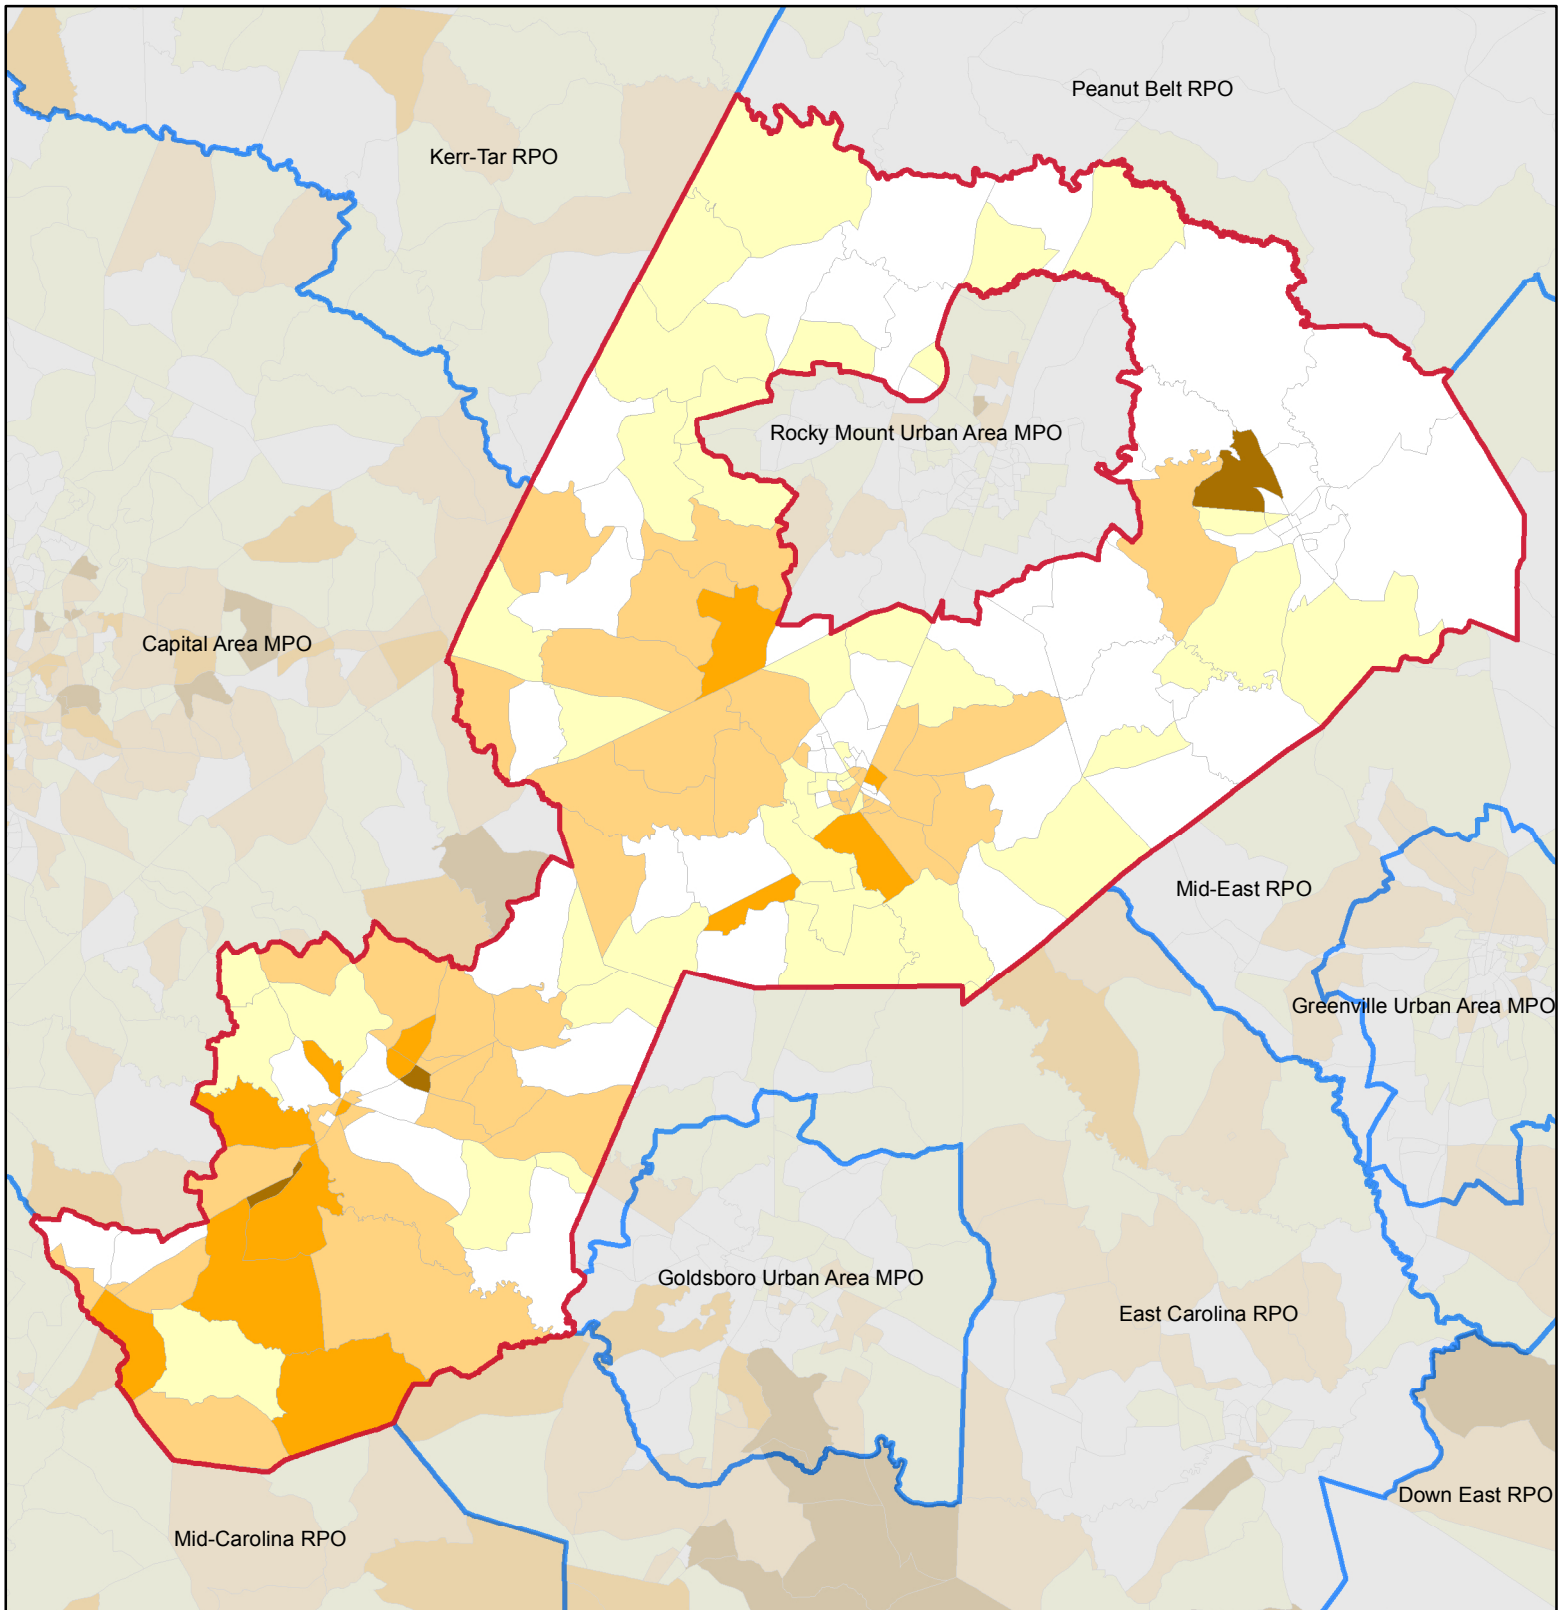 Peanut Belt RPO
Kerr-Tar RPO
Rocky Mount Urban Area MPO
Capital Area MPO
Mid-East RPO
Greenville Urban Area MPO
Goldsboro Urban Area MPO
East Carolina RPO
Down East RPO
Mid-Carolina RPO